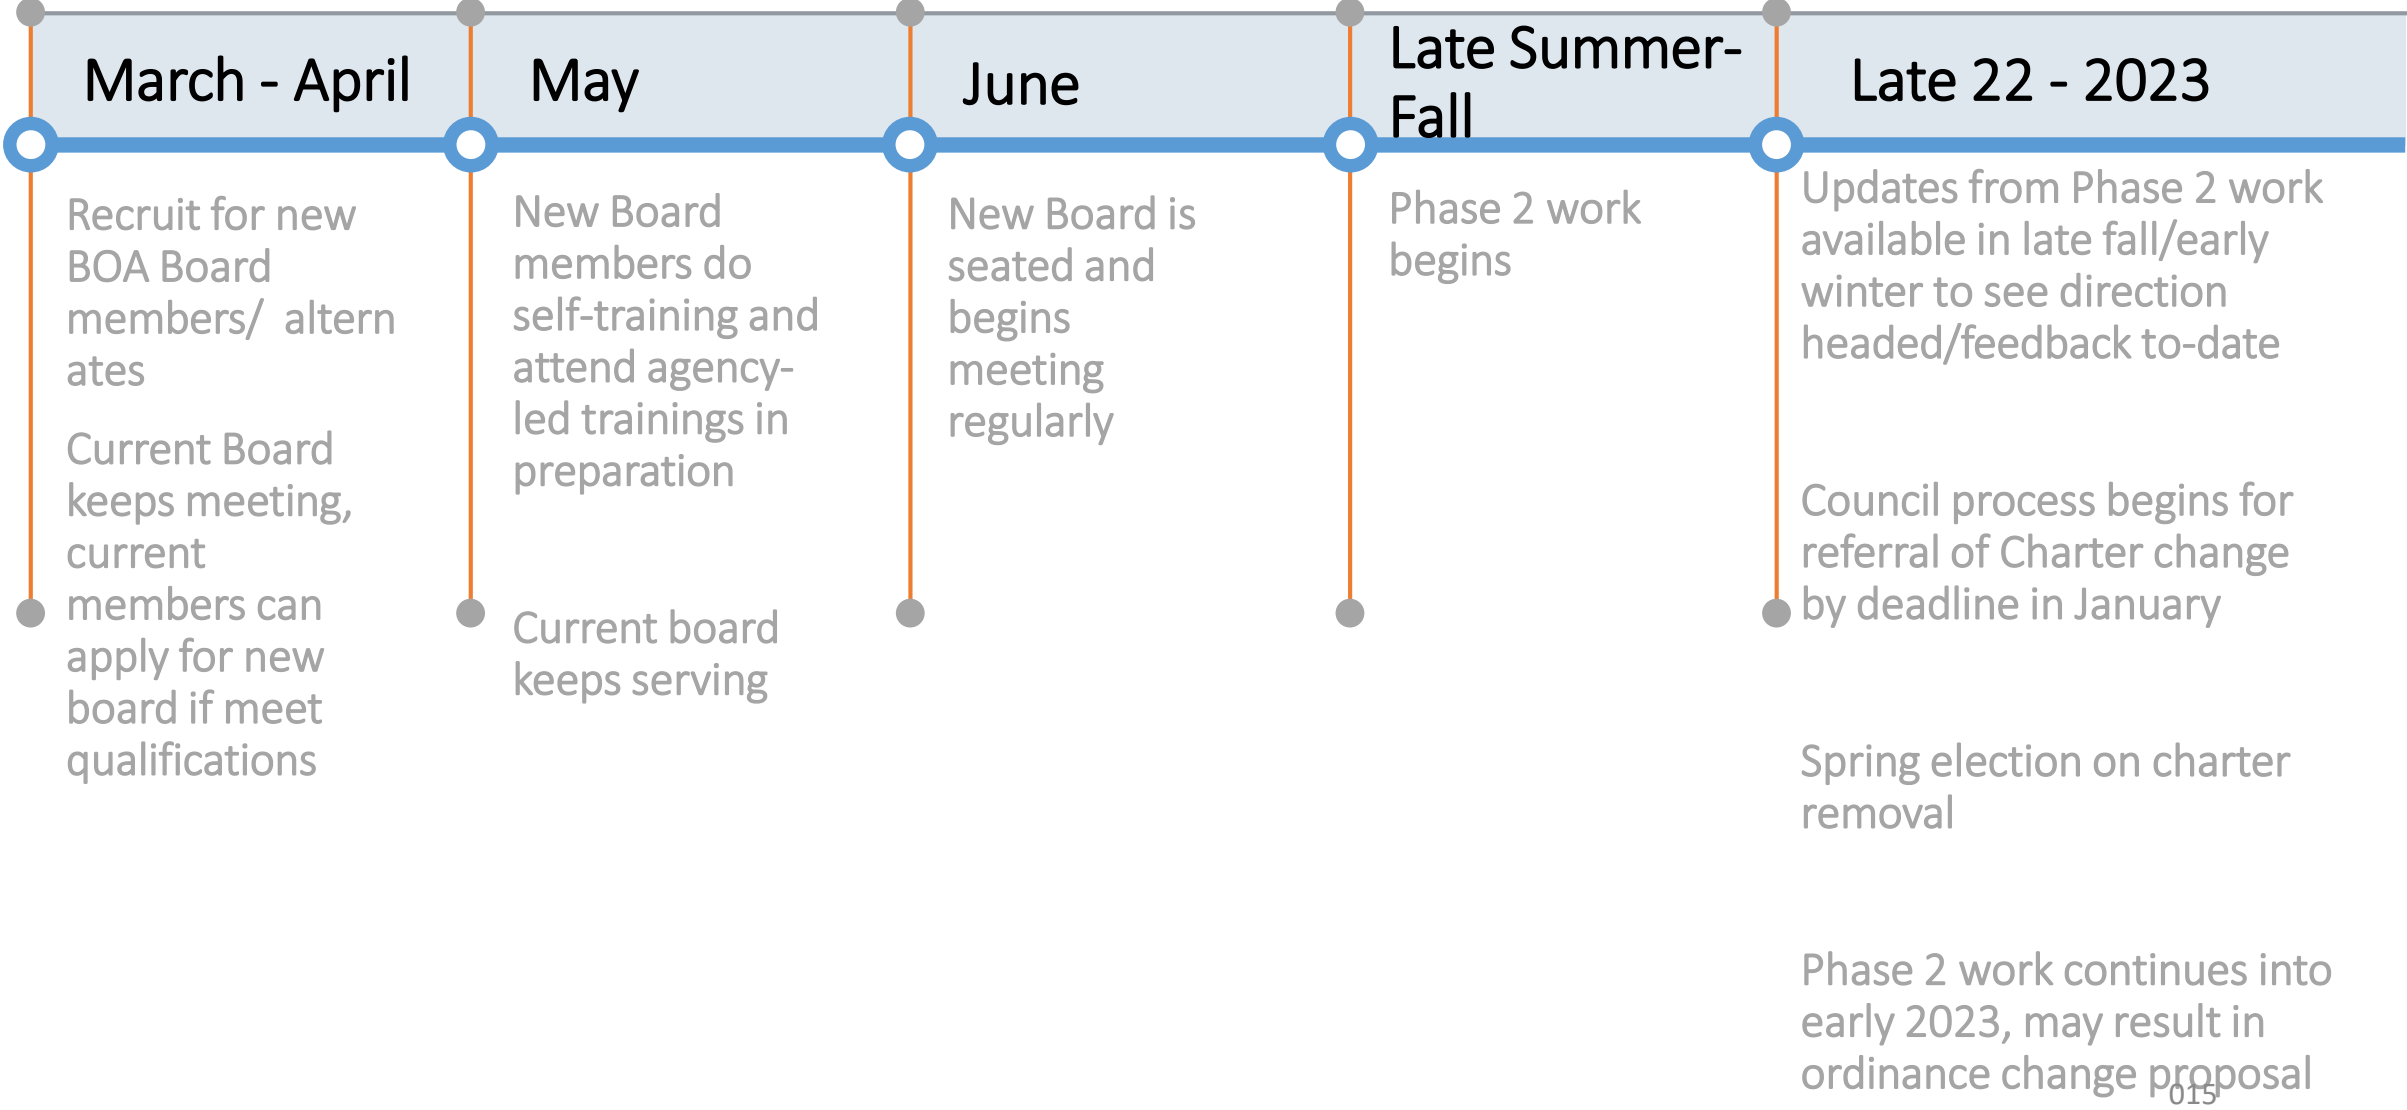 March - April
Recruit for new
BOA Board
members/ altern
ates
Current Board
keeps meeting,
current
members can
apply for new
board if meet
qualifications
May
New Board
members do
self-training and
attend agency-
led trainings in
preparation
Current board
keeps serving
June
New Board is
seated and
begins
meeting
regularly
Late Summer-
Fall
Phase 2 work
begins
Late 22 - 2023
Updates from Phase 2 work
available in late fall/early
winter to see direction
headed/feedback to-date
Council process begins for
referral of Charter change
by deadline in January
Spring election on charter
removal
Phase 2 work continues into
early 2023, may result in
ordinance change proposal
015